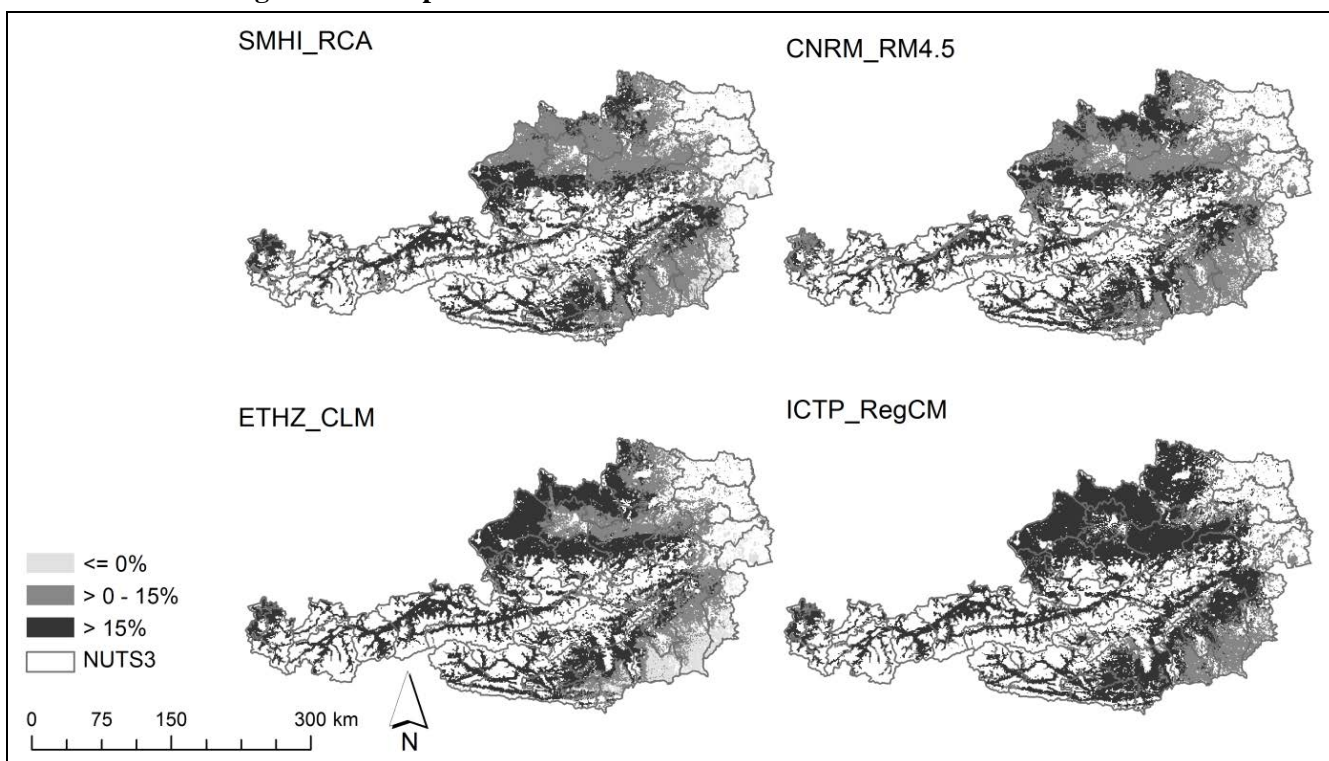 SMHI_RCA
CNRM_RM4.5
ETHZ_CLM
ICTP_RegCM
<= 0%
> 0 - 15%
> 15%
NUTS3
0 75 150 300 km
N